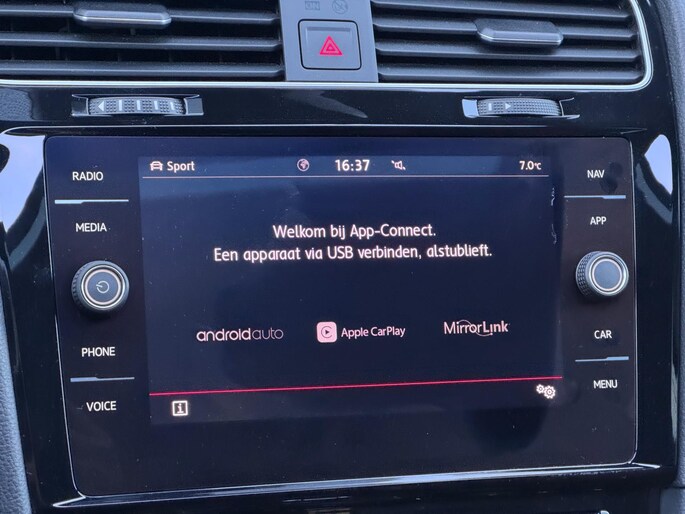 Sport 16:37 7.0°C
RADIO
NAV
MEDIA
APP
Welkom bij App-Connect.
Een apparaat via USB verbinden, alstublieft.
androidauto Apple CarPlay MirrorLink
PHONE
CAR
VOICE
MENU
i